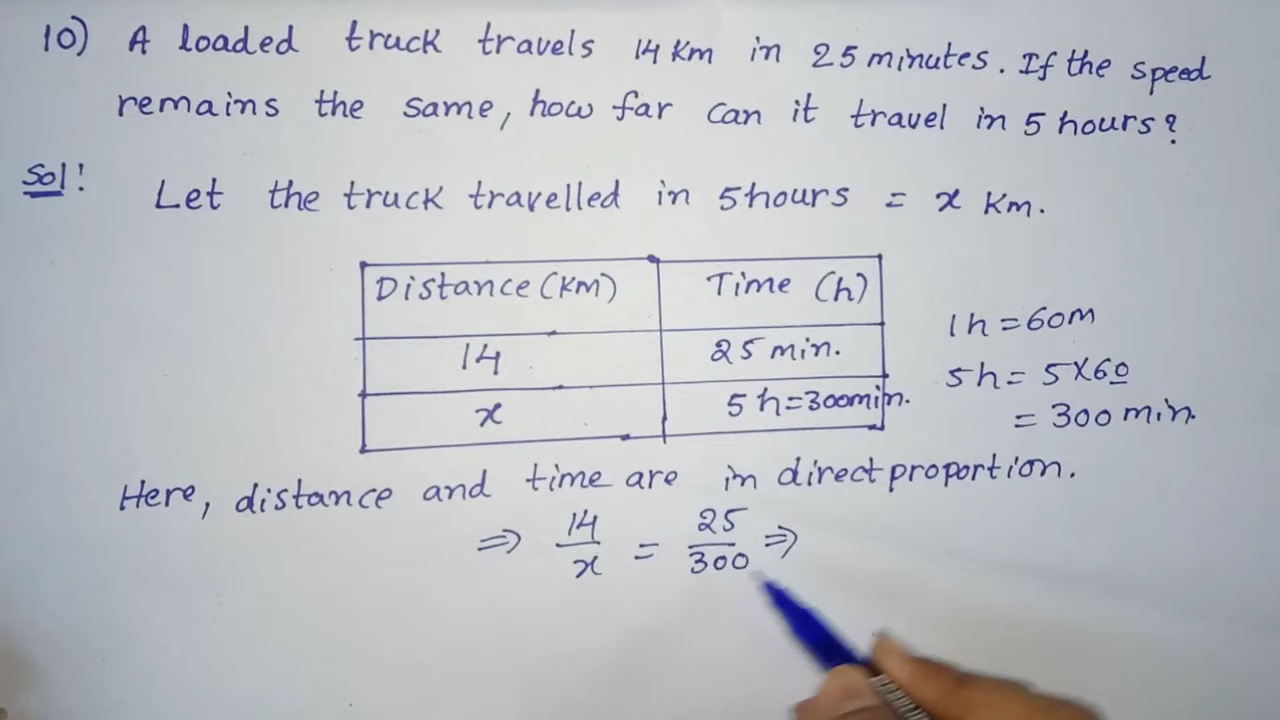 10) A loaded truck travels 14 Km in 25 minutes. If the speed
remains the same, how far can it travel in 5 hours?
Sol!
Let the truck travelled in 5 hours = x Km.
Distance (KM) Time (h)
14 25 min.
x 5 h=300min.
1h = 60m
5h = 5X60
= 300 min.
Here, distance and time are in direct proportion.
⇒ 14/x = 25/300 ⇒